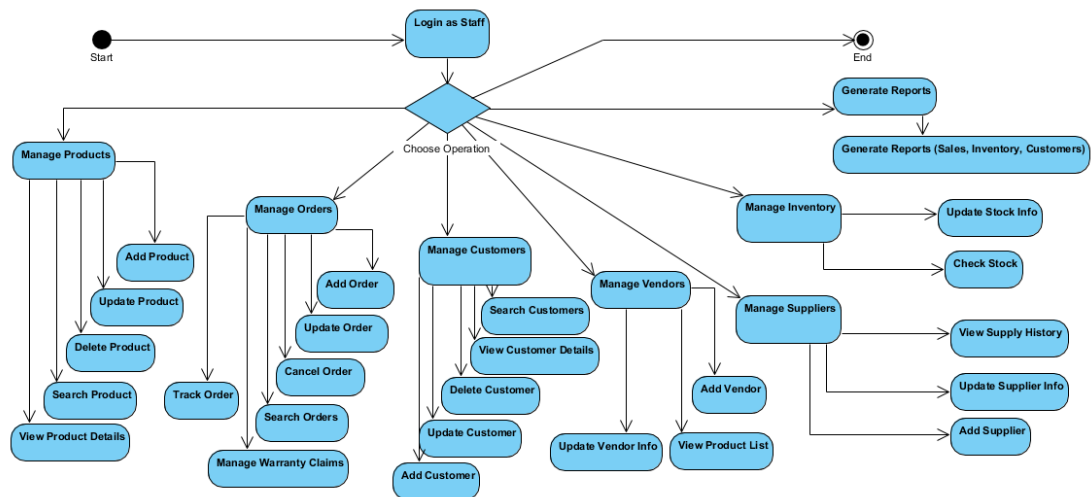 Login as Staff
Start
End
Generate Reports
Generate Reports (Sales, Inventory, Customers)
Choose Operation
Manage Products
Manage Orders
Manage Customers
Manage Vendors
Manage Inventory
Manage Suppliers
Update Stock Info
Check Stock
Add Product
Update Product
Delete Product
Search Product
View Product Details
Add Order
Update Order
Cancel Order
Track Order
Search Orders
Manage Warranty Claims
Search Customers
View Customer Details
Delete Customer
Update Customer
Add Customer
Add Vendor
Update Vendor Info
View Product List
View Supply History
Update Supplier Info
Add Supplier